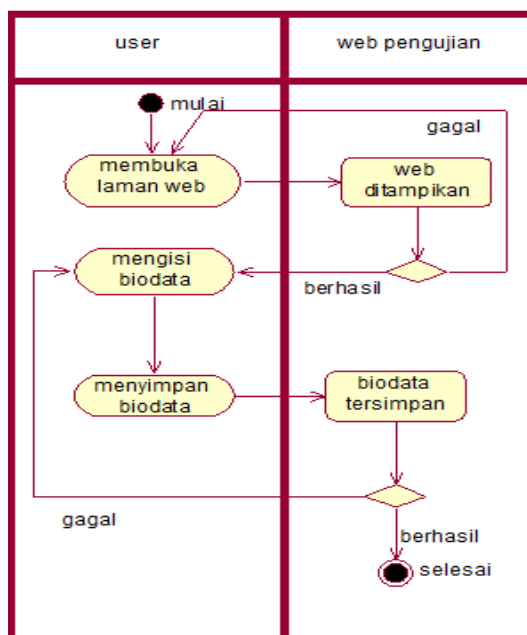 user
web pengujian
mulai
gagal
membuka
laman web
web
ditampikan
mengisi
biodata
berhasil
menyimpan
biodata
biodata
tersimpan
gagal
berhasil
selesai